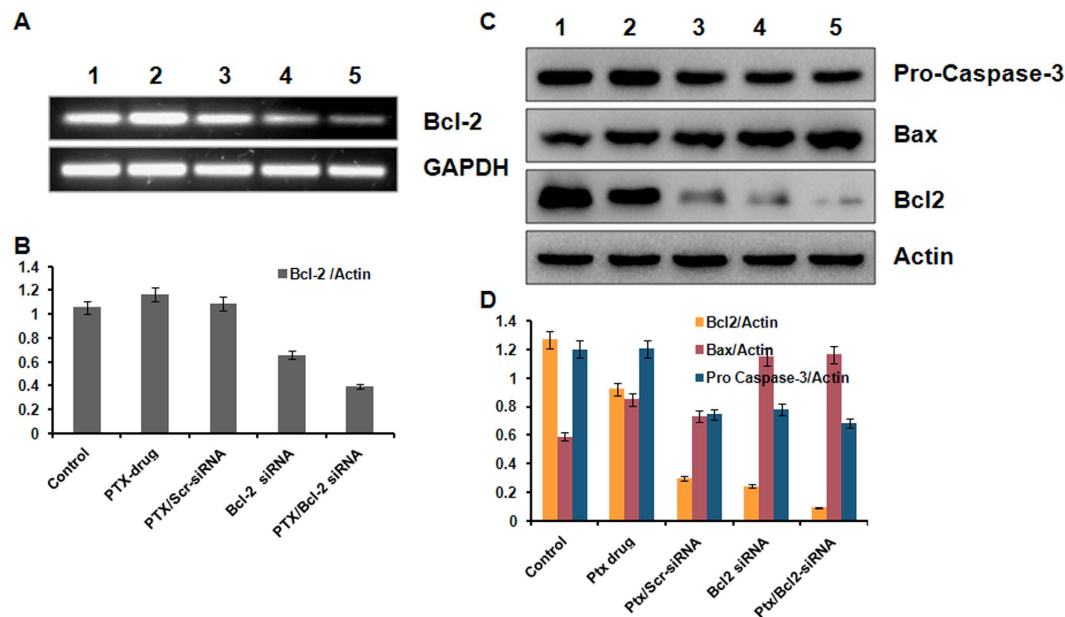 A
1 2 3 4 5
Bcl-2
GAPDH
B
1.4
1.2
1
0.8
0.6
0.4
0.2
0
Bcl-2 /Actin
Control
PTX-drug
PTX/Scr-siRNA
Bcl-2 siRNA
PTX/Bcl-2 siRNA
C
1 2 3 4 5
Pro-Caspase-3
Bax
Bcl2
Actin
D
1.4
1.2
1
0.8
0.6
0.4
0.2
0
Bcl2/Actin
Bax/Actin
Pro Caspase-3/Actin
Control
Ptx drug
Ptx/Scr-siRNA
Bcl2 siRNA
Ptx/Bcl2-siRNA